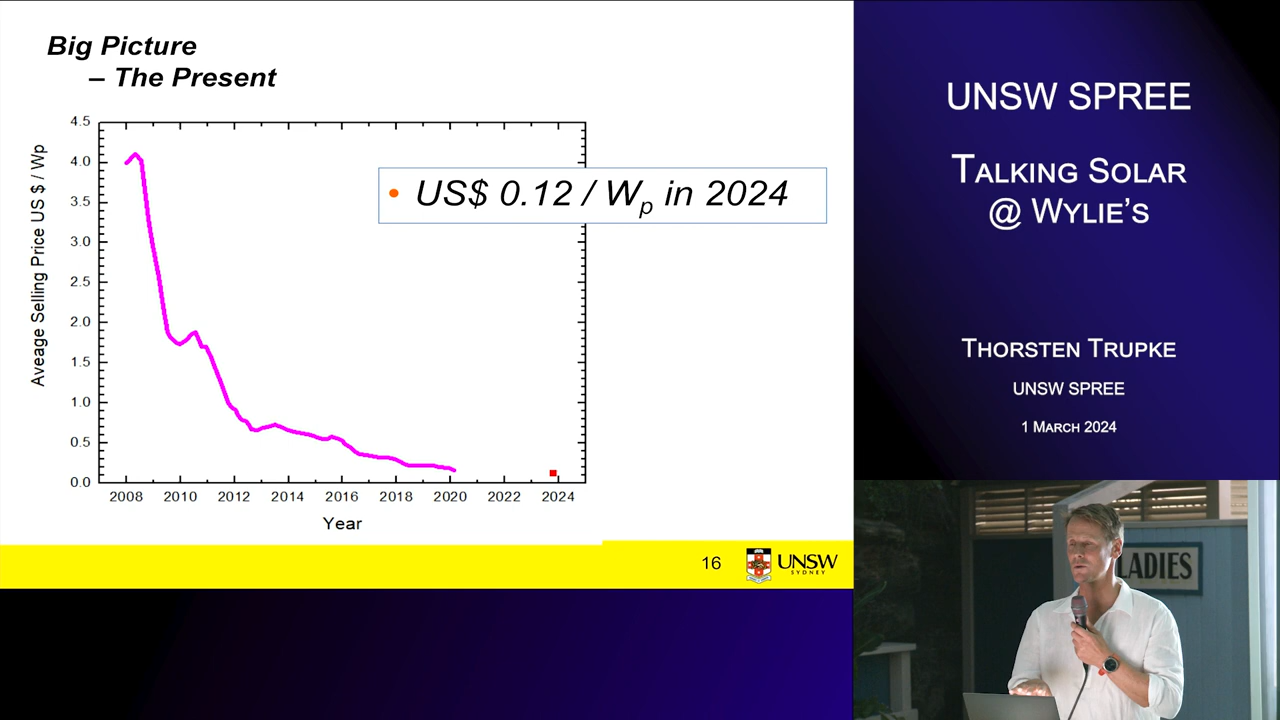 Big Picture
– The Present
4.5
4.0
3.5
3.0
2.5
2.0
1.5
1.0
0.5
0.0
Aveage Selling Price US $ / Wp
• US$ 0.12 / Wp in 2024
2008 2010 2012 2014 2016 2018 2020 2022 2024
Year
16
UNSW
SYDNEY
UNSW SPREE
TALKING SOLAR
@ WYLIE'S
THORSTEN TRUPKE
UNSW SPREE
1 MARCH 2024
LADIES